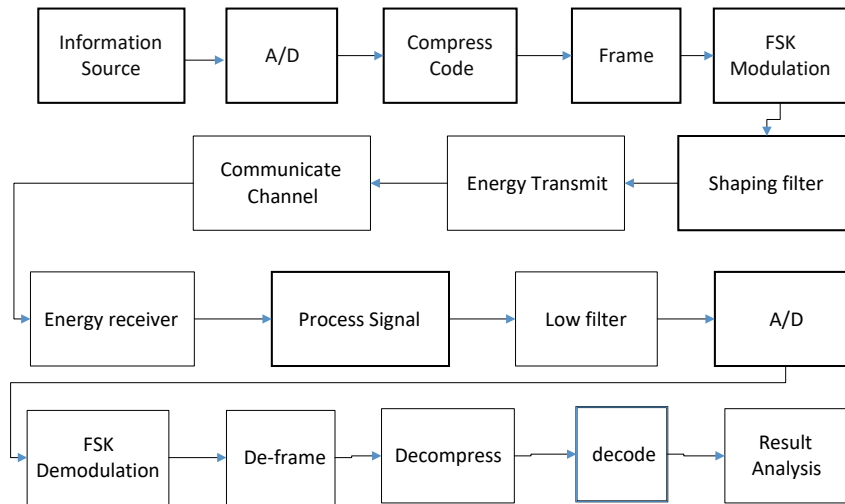 Information
Source
A/D
Compress
Code
Frame
FSK
Modulation
Communicate
Channel
Energy Transmit
Shaping filter
Energy receiver
Process Signal
Low filter
A/D
FSK
Demodulation
De-frame
Decompress
decode
Result
Analysis